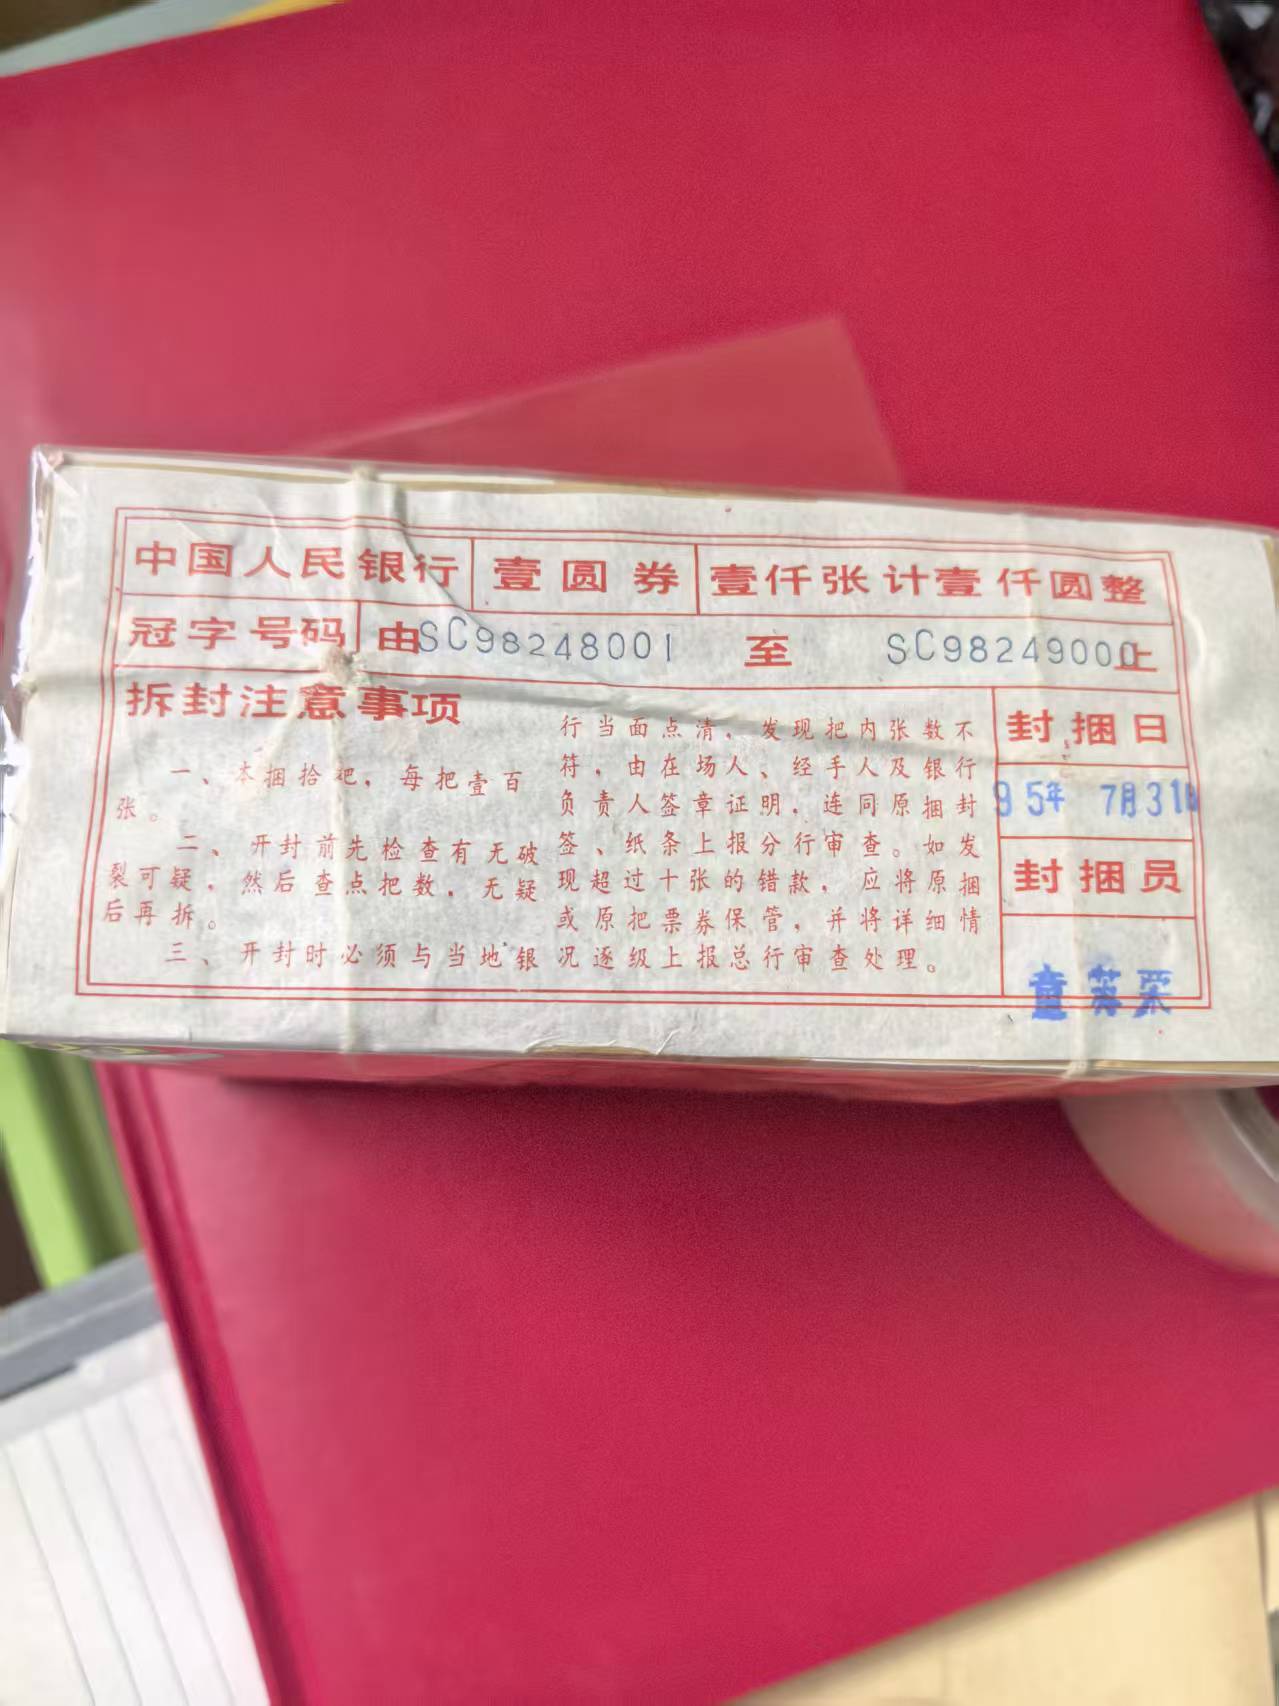 中国人民银行 壹圆券 壹仟张计壹仟圆整
冠字号码 由SC98248001 至 SC98249000止
拆封注意事项
一、本捆拾把，每把壹百
张。
二、开封前先检查有无破
裂可疑，然后查点把数，无疑
后再拆。
三、开封时必须与当地银
行当面点清，发现把内张数不
符，由在场人、经手人及银行
负责人签章证明，连同原捆封
签、纸条上报分行审查。如发
现超过十张的错款，应将原捆
或原把票券保管，并将详细情
况逐级上报总行审查处理。
封捆日
95年 7月31日
封捆员
童